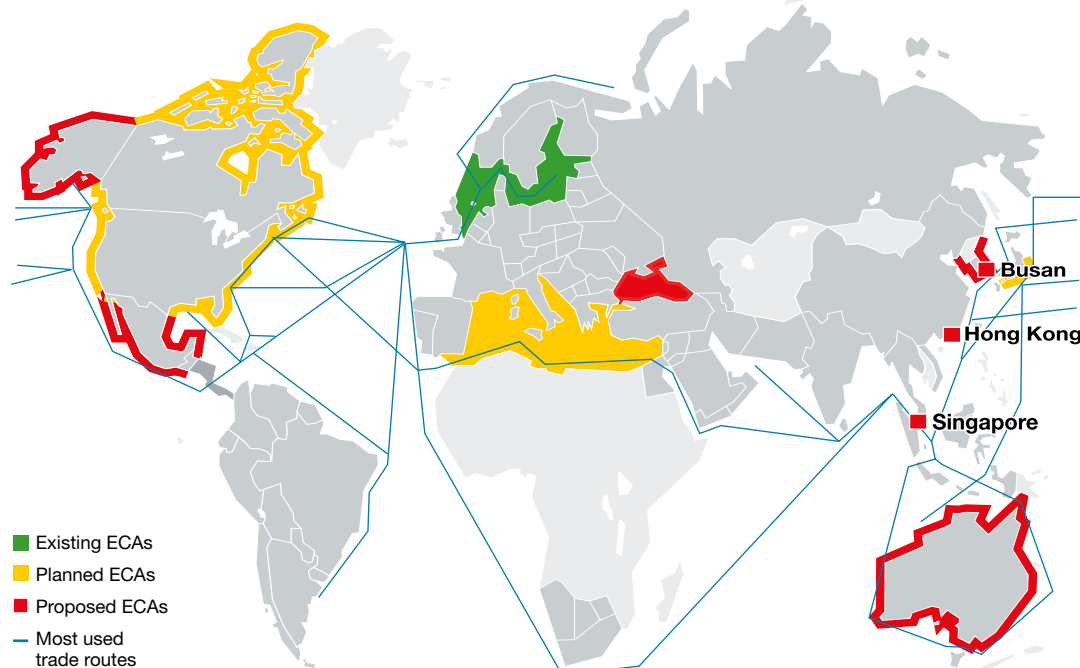 Busan
Hong Kong
Singapore
Existing ECAs
Planned ECAs
Proposed ECAs
Most used
trade routes